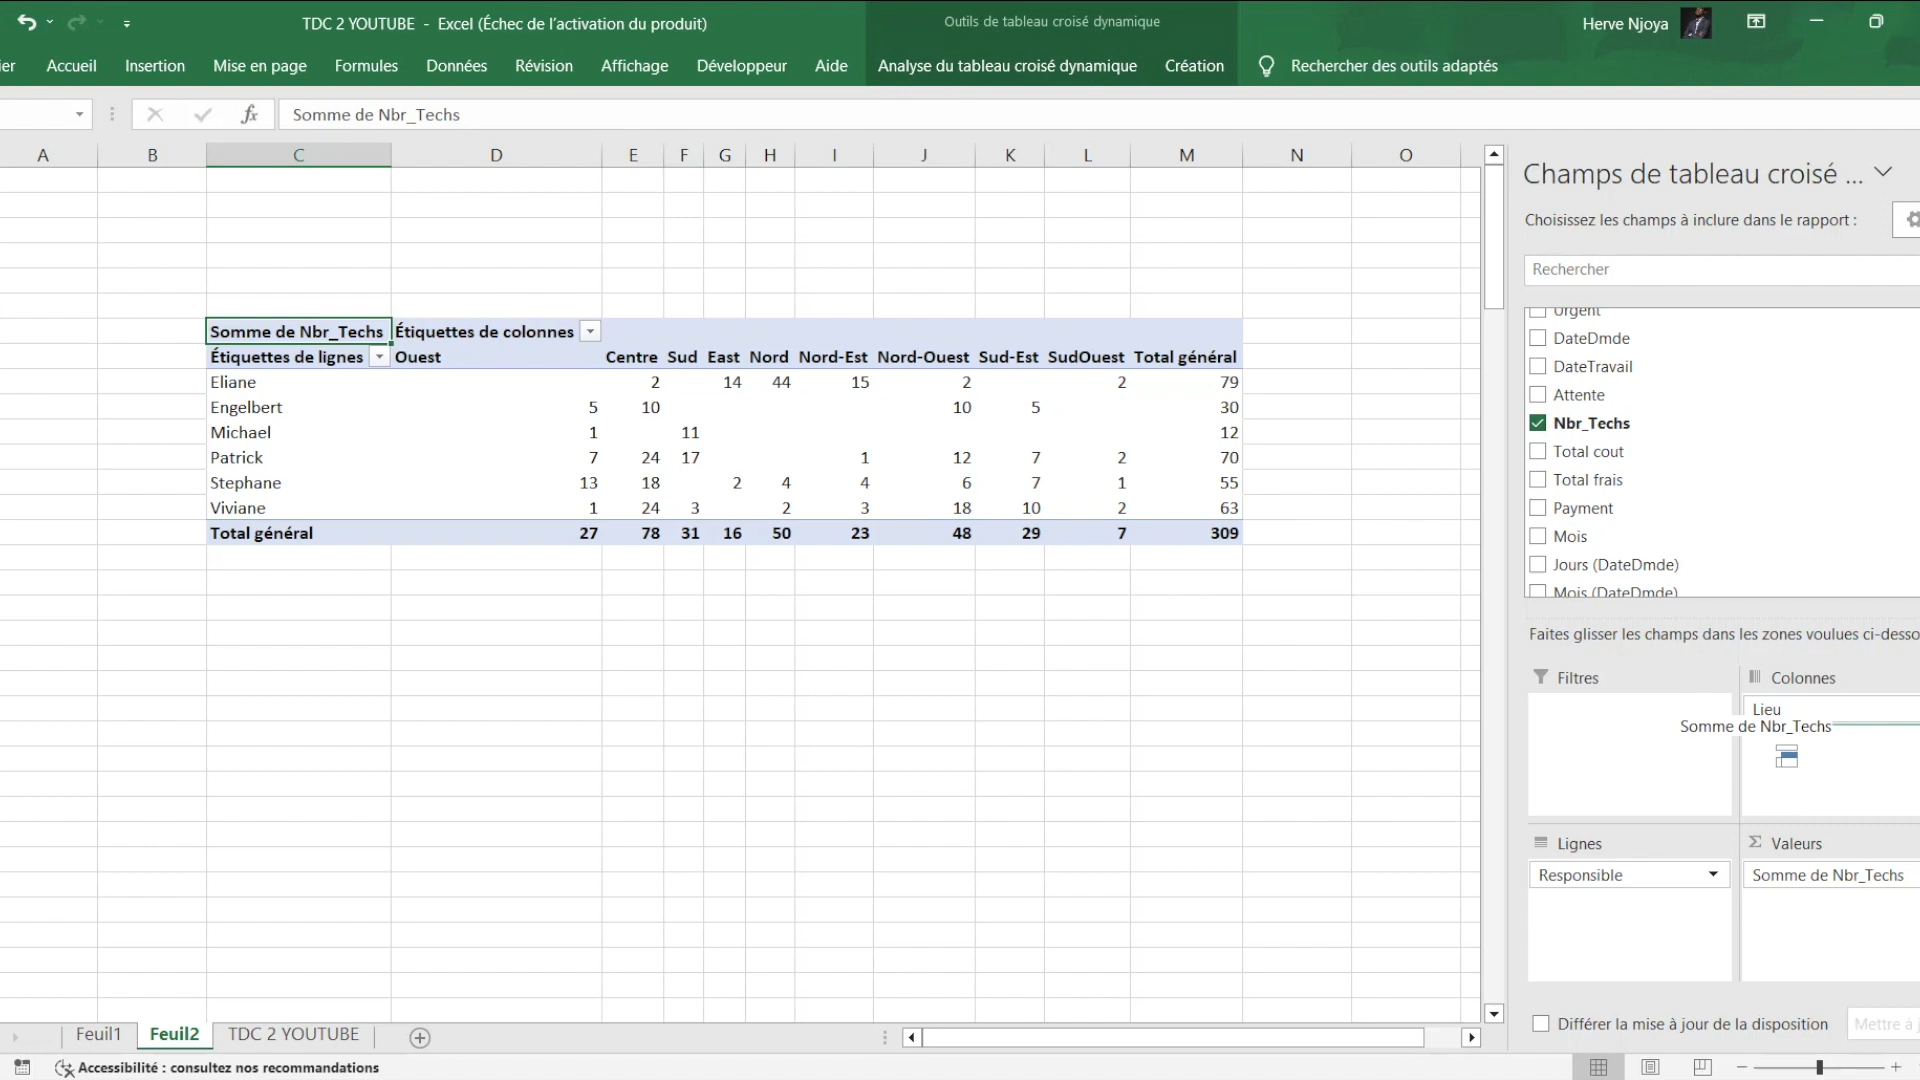 TDC 2 YOUTUBE - Excel (Échec de l'activation du produit)
Outils de tableau croisé dynamique
Herve Njoya
ier Accueil Insertion Mise en page Formules Données Révision Affichage Développeur Aide Analyse du tableau croisé dynamique Création Rechercher des outils adaptés
fx Somme de Nbr_Techs
A B C D E F G H I J K L M N O
Somme de Nbr_Techs Étiquettes de colonnes
Étiquettes de lignes Ouest Centre Sud East Nord Nord-Est Nord-Ouest Sud-Est SudOuest Total général
Eliane 2 14 44 15 2 2 79
Engelbert 5 10 10 5 30
Michael 1 11 12
Patrick 7 24 17 1 12 7 2 70
Stephane 13 18 2 4 4 6 7 1 55
Viviane 1 24 3 2 3 18 10 2 63
Total général 27 78 31 16 50 23 48 29 7 309
Champs de tableau croisé ...
Choisissez les champs à inclure dans le rapport :
Rechercher
Urgent
DateDmde
DateTravail
Attente
Nbr_Techs
Total cout
Total frais
Payment
Mois
Jours (DateDmde)
Mois (DateDmde)
Faites glisser les champs dans les zones voulues ci-desso
Filtres
Colonnes
Lieu
Somme de Nbr_Techs
Lignes
Σ Valeurs
Responsible
Somme de Nbr_Techs
Différer la mise à jour de la disposition
Mettre à j
Feuil1 Feuil2 TDC 2 YOUTUBE
Accessibilité : consultez nos recommandations